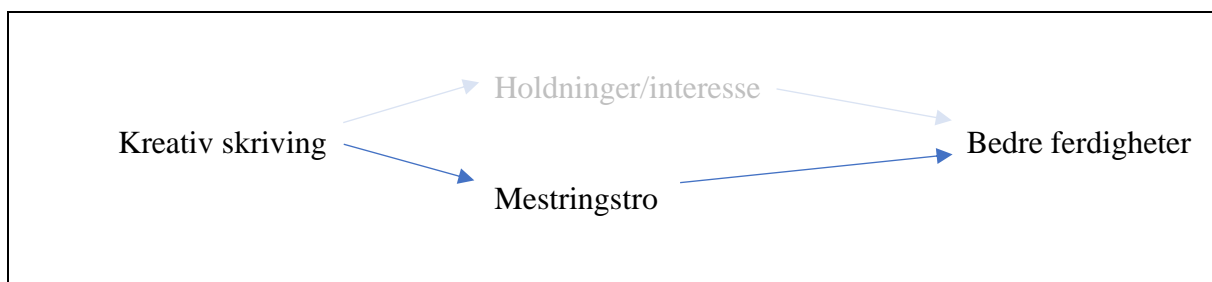 Holdninger/interesse
Kreativ skriving
Bedre ferdigheter
Mestringstro